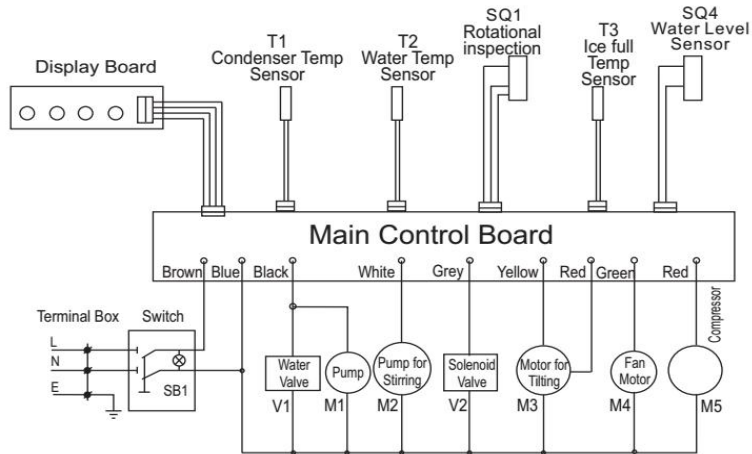 Display Board
T1
Condenser Temp
Sensor
T2
Water Temp
Sensor
SQ1
Rotational
inspection
T3
Ice full
Temp
Sensor
SQ4
Water Level
Sensor
Main Control Board
Brown
Blue
Black
White
Grey
Yellow
Red
Green
Red
Terminal Box
Switch
L
N
E
SB1
Water
Valve
V1
Pump
M1
Pump for
Stirring
M2
Solenoid
Valve
V2
Motor for
Tilting
M3
Fan
Motor
M4
Compressor
M5